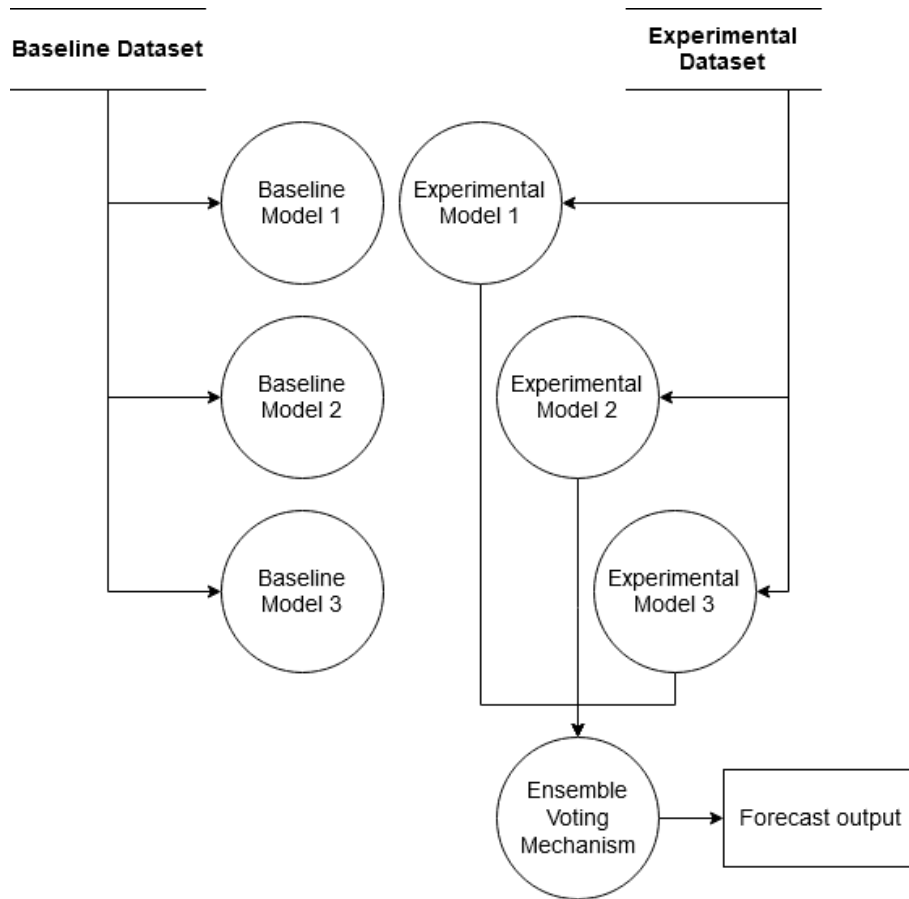 Baseline Dataset
Experimental
Dataset
Baseline
Model 1
Experimental
Model 1
Baseline
Model 2
Experimental
Model 2
Baseline
Model 3
Experimental
Model 3
Ensemble
Voting
Mechanism
Forecast output